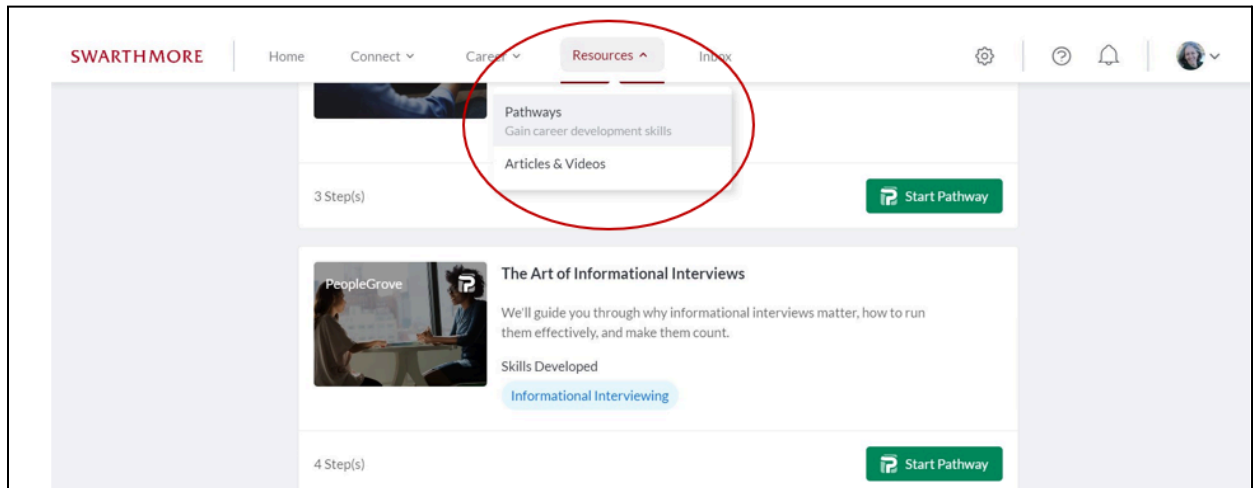 SWARTHMORE Home Connect Career Resources Inbox
Pathways
Gain career development skills
Articles & Videos
3 Step(s) Start Pathway
PeopleGrove
The Art of Informational Interviews
We'll guide you through why informational interviews matter, how to run
them effectively, and make them count.
Skills Developed
Informational Interviewing
4 Step(s) Start Pathway